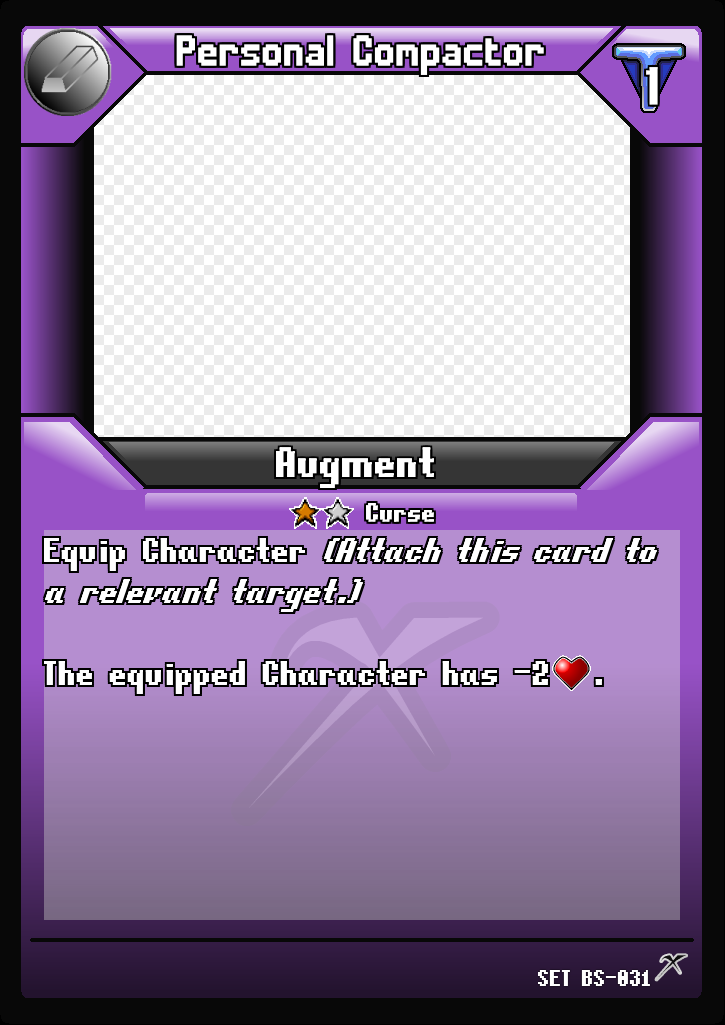 Personal Compactor
1
Augment
Curse
Equip Character (Attach this card to
a relevant target.)
The equipped Character has -2❤.
SET BS-031